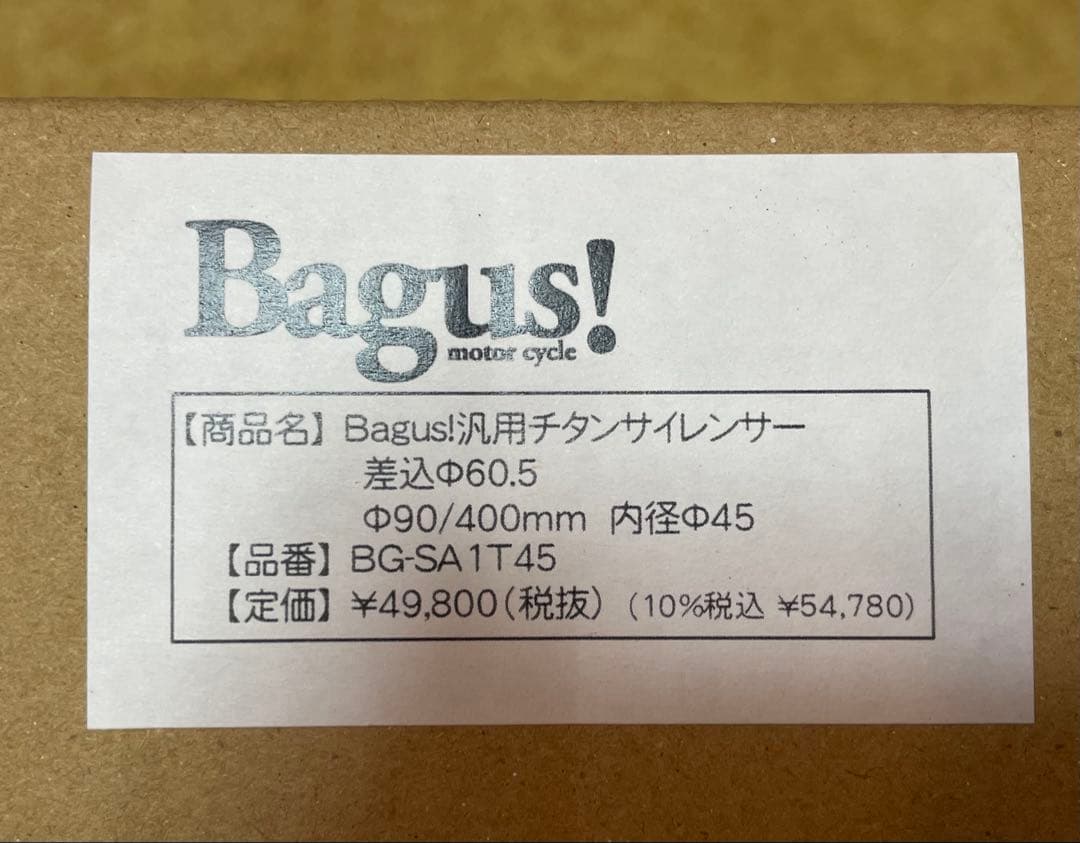 Bagus!
motor cycle
【商品名】Bagus!汎用チタンサイレンサー
差込Φ60.5
Φ90/400mm 内径Φ45
【品番】BG-SA1T45
【定価】¥49,800(税抜) (10%税込 ¥54,780)